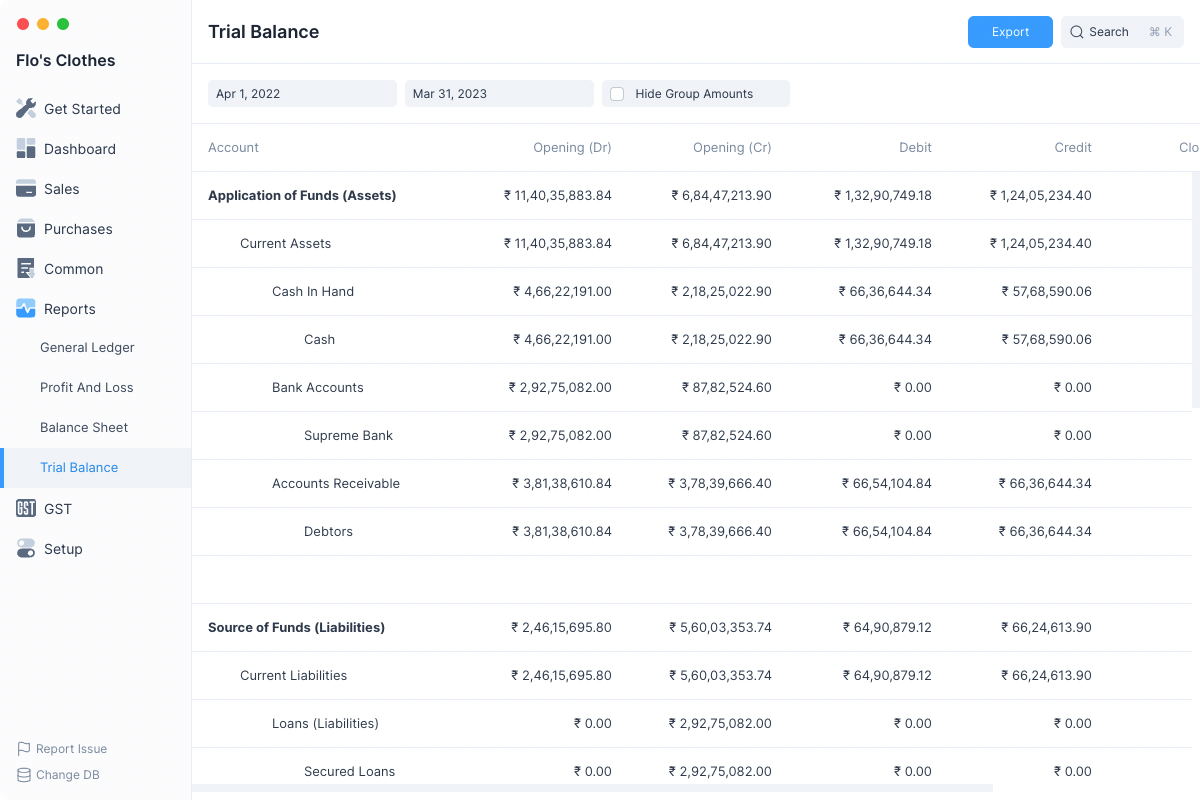 Flo's Clothes
Get Started
Dashboard
Sales
Purchases
Common
Reports
General Ledger
Profit And Loss
Balance Sheet
Trial Balance
GST GST
Setup
Report Issue
Change DB
Trial Balance Export Search ⌘ K
Apr 1, 2022 Mar 31, 2023 Hide Group Amounts
Account Opening (Dr) Opening (Cr) Debit Credit Clo
Application of Funds (Assets) ₹ 11,40,35,883.84 ₹ 6,84,47,213.90 ₹ 1,32,90,749.18 ₹ 1,24,05,234.40
Current Assets ₹ 11,40,35,883.84 ₹ 6,84,47,213.90 ₹ 1,32,90,749.18 ₹ 1,24,05,234.40
Cash In Hand ₹ 4,66,22,191.00 ₹ 2,18,25,022.90 ₹ 66,36,644.34 ₹ 57,68,590.06
Cash ₹ 4,66,22,191.00 ₹ 2,18,25,022.90 ₹ 66,36,644.34 ₹ 57,68,590.06
Bank Accounts ₹ 2,92,75,082.00 ₹ 87,82,524.60 ₹ 0.00 ₹ 0.00
Supreme Bank ₹ 2,92,75,082.00 ₹ 87,82,524.60 ₹ 0.00 ₹ 0.00
Accounts Receivable ₹ 3,81,38,610.84 ₹ 3,78,39,666.40 ₹ 66,54,104.84 ₹ 66,36,644.34
Debtors ₹ 3,81,38,610.84 ₹ 3,78,39,666.40 ₹ 66,54,104.84 ₹ 66,36,644.34
Source of Funds (Liabilities) ₹ 2,46,15,695.80 ₹ 5,60,03,353.74 ₹ 64,90,879.12 ₹ 66,24,613.90
Current Liabilities ₹ 2,46,15,695.80 ₹ 5,60,03,353.74 ₹ 64,90,879.12 ₹ 66,24,613.90
Loans (Liabilities) ₹ 0.00 ₹ 2,92,75,082.00 ₹ 0.00 ₹ 0.00
Secured Loans ₹ 0.00 ₹ 2,92,75,082.00 ₹ 0.00 ₹ 0.00